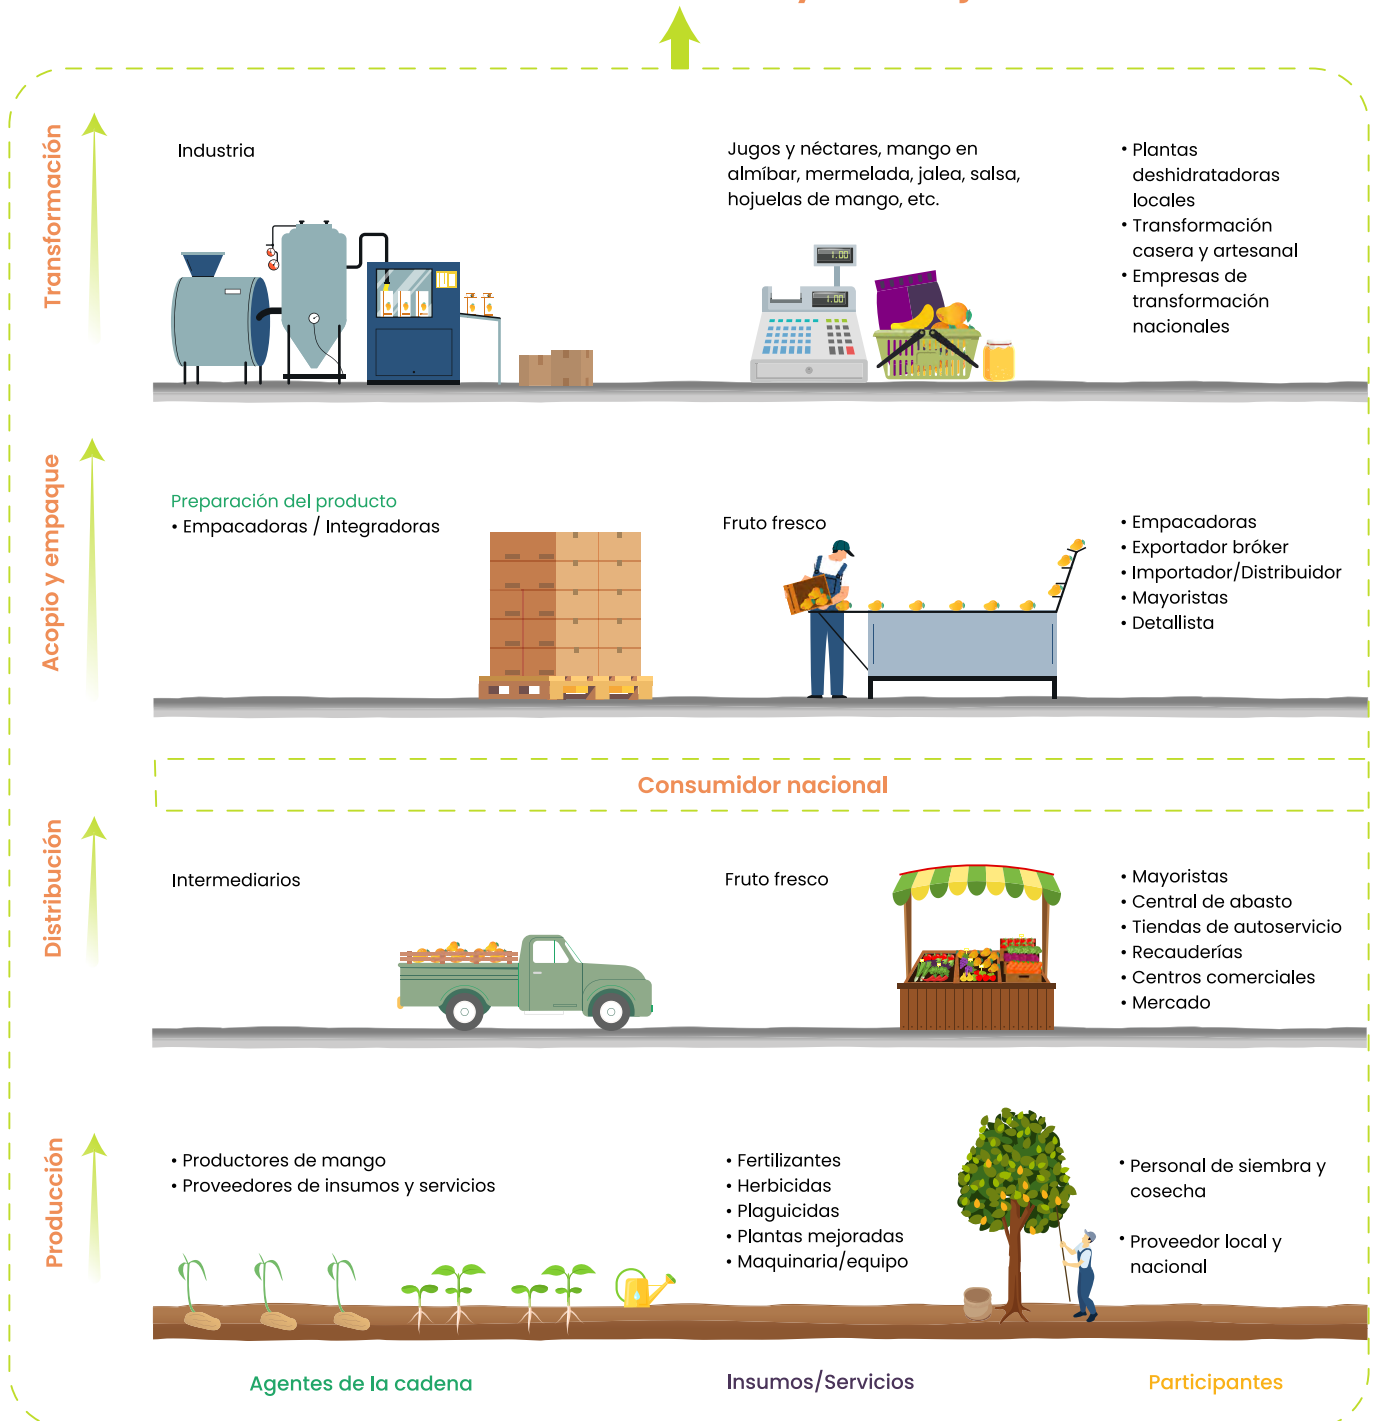 Transformación
Industria
Jugos y néctares, mango en
almíbar, mermelada, jalea, salsa,
hojuelas de mango, etc.
• Plantas
deshidratadoras
locales
• Transformación
casera y artesanal
• Empresas de
transformación
nacionales
1.00
1.00
Acopio y empaque
Preparación del producto
• Empacadoras / Integradoras
Fruto fresco
• Empacadoras
• Exportador bróker
• Importador/Distribuidor
• Mayoristas
• Detallista
Consumidor nacional
Distribución
Intermediarios
Fruto fresco
• Mayoristas
• Central de abasto
• Tiendas de autoservicio
• Recauderías
• Centros comerciales
• Mercado
Producción
• Productores de mango
• Proveedores de insumos y servicios
• Fertilizantes
• Herbicidas
• Plaguicidas
• Plantas mejoradas
• Maquinaria/equipo
• Personal de siembra y
cosecha
• Proveedor local y
nacional
Agentes de la cadena
Insumos/Servicios
Participantes